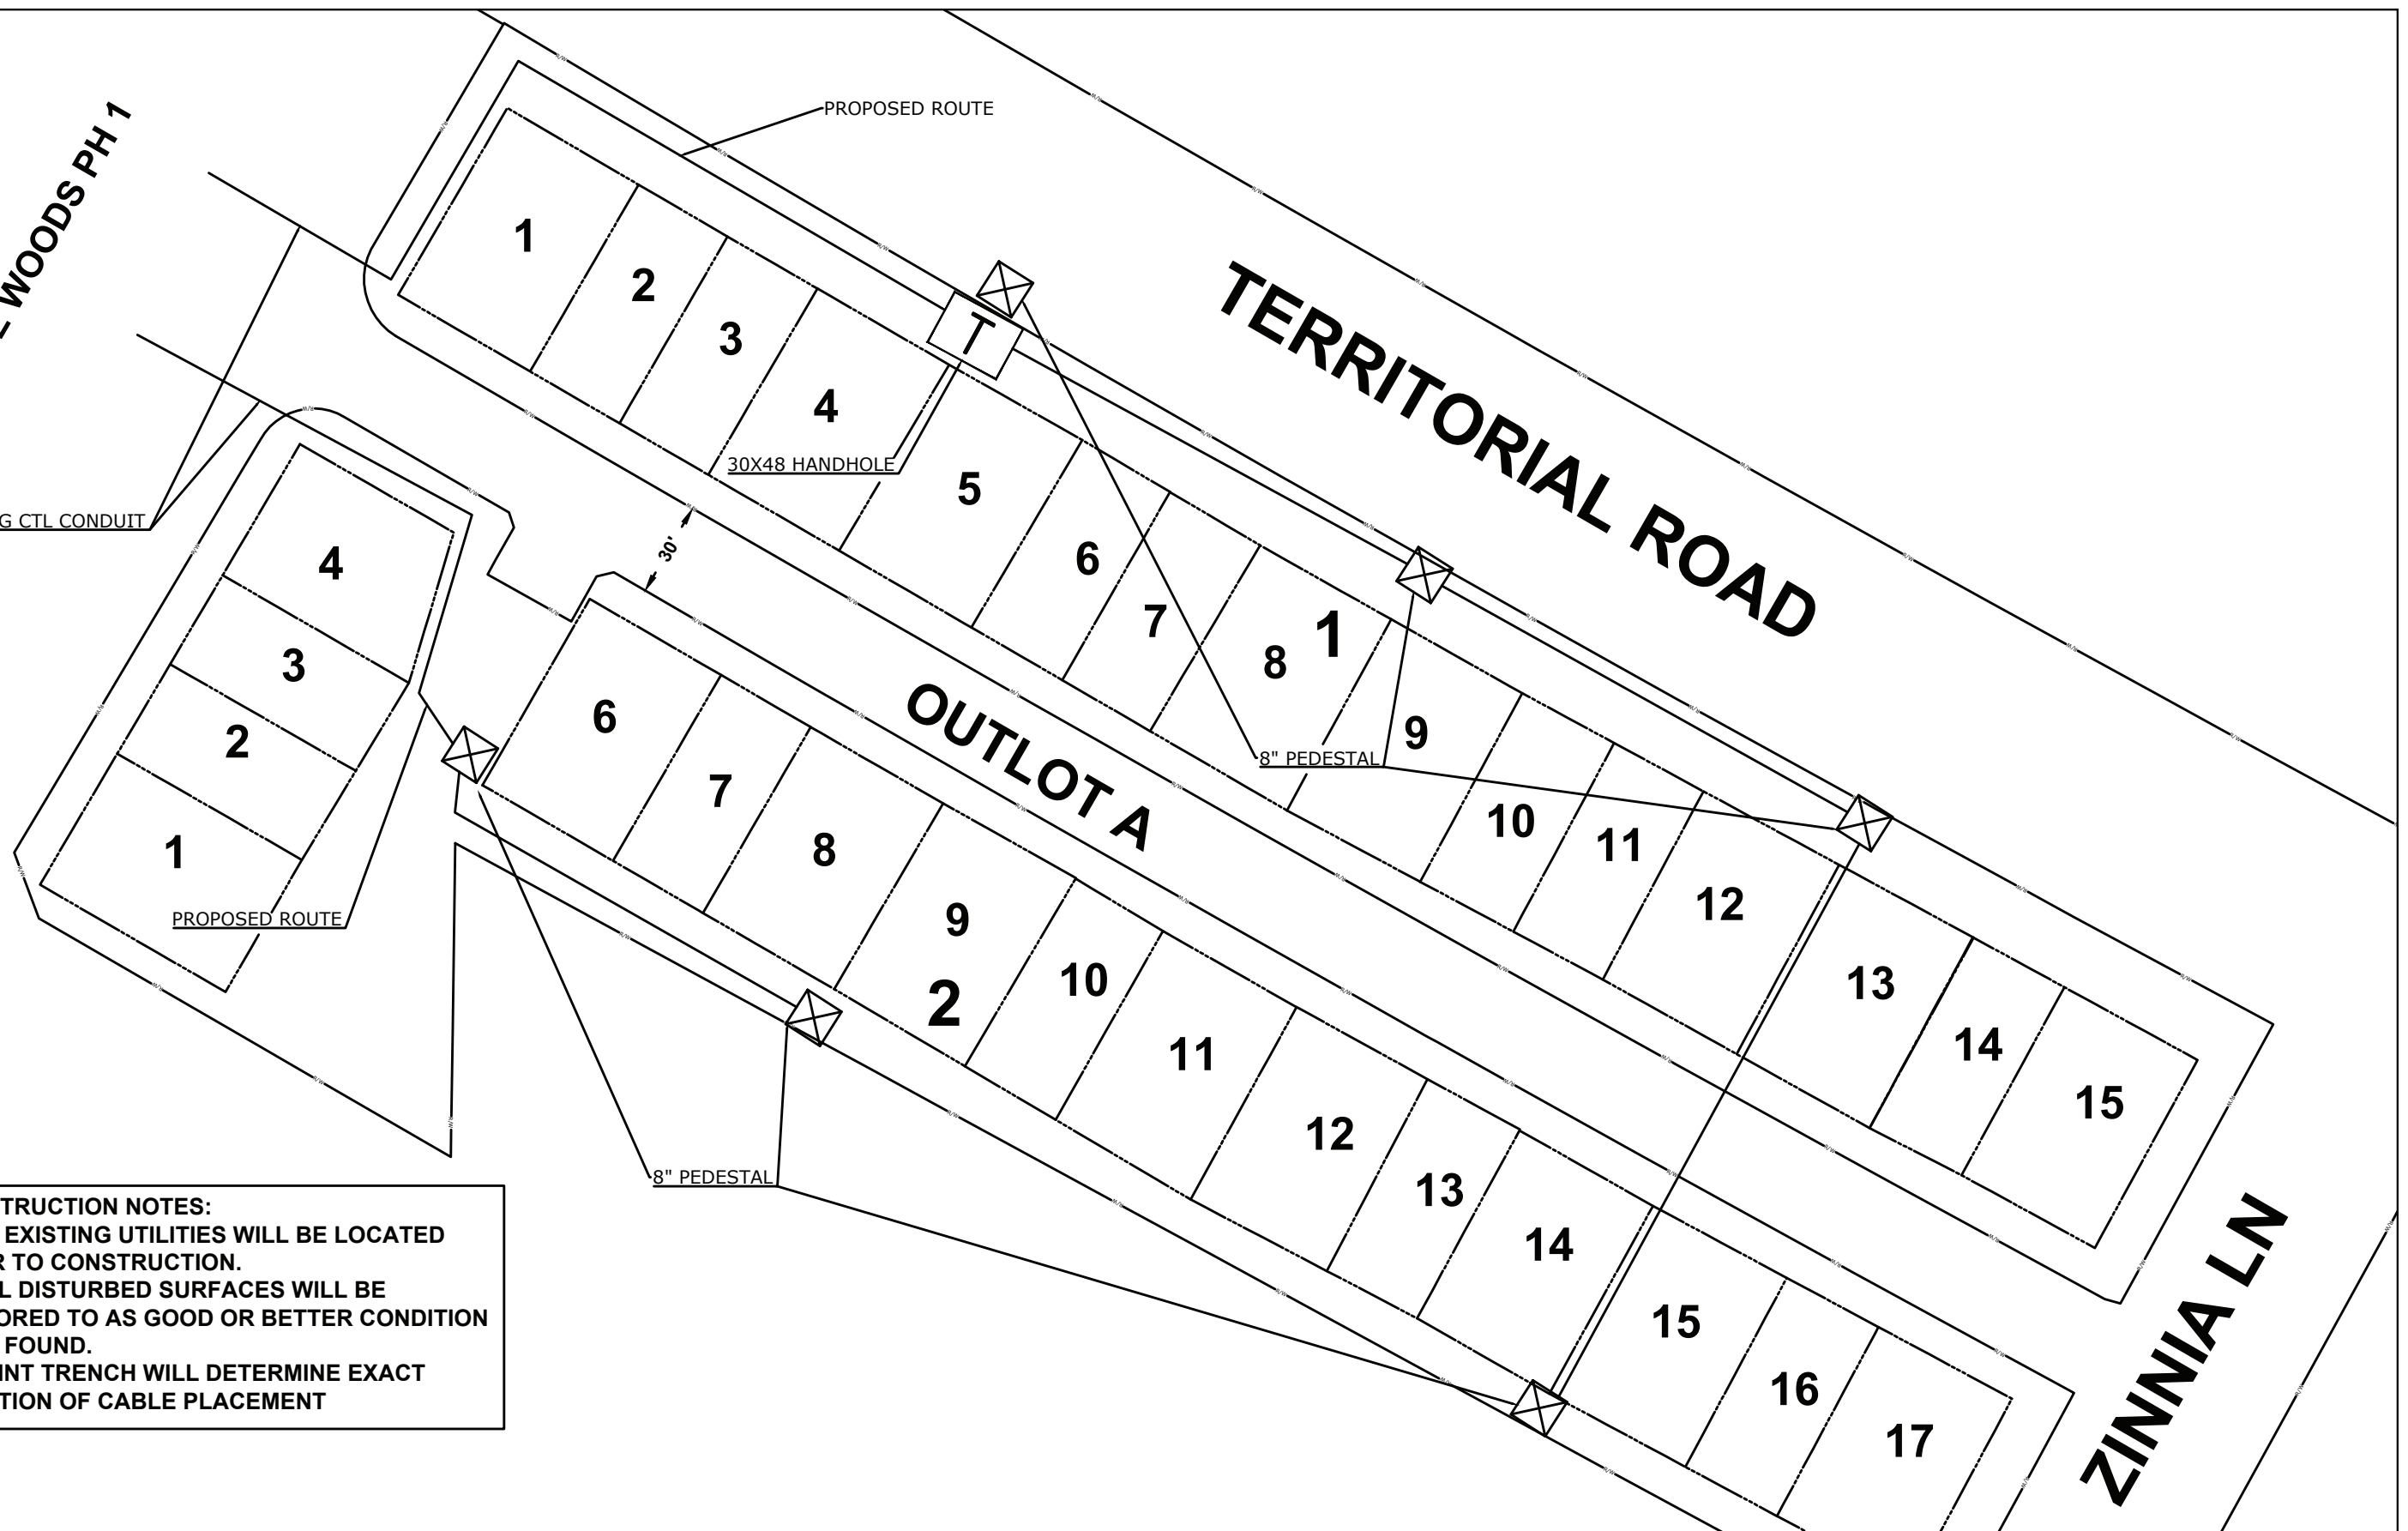 WOODS PH 1
PROPOSED ROUTE
TERRITORIAL ROAD
1
2
3
4
30X48 HANDHOLE
T
5
6
7
8
1
9
8" PEDESTAL
10
11
12
13
14
15
G CTL CONDUIT
30'
OUTLOT A
4
3
2
1
PROPOSED ROUTE
6
7
8
9
2
10
11
12
13
14
15
16
17
8" PEDESTAL
ZINNIA LN
TRUCTION NOTES:
EXISTING UTILITIES WILL BE LOCATED
R TO CONSTRUCTION.
L DISTURBED SURFACES WILL BE
ORED TO AS GOOD OR BETTER CONDITION
FOUND.
INT TRENCH WILL DETERMINE EXACT
TION OF CABLE PLACEMENT